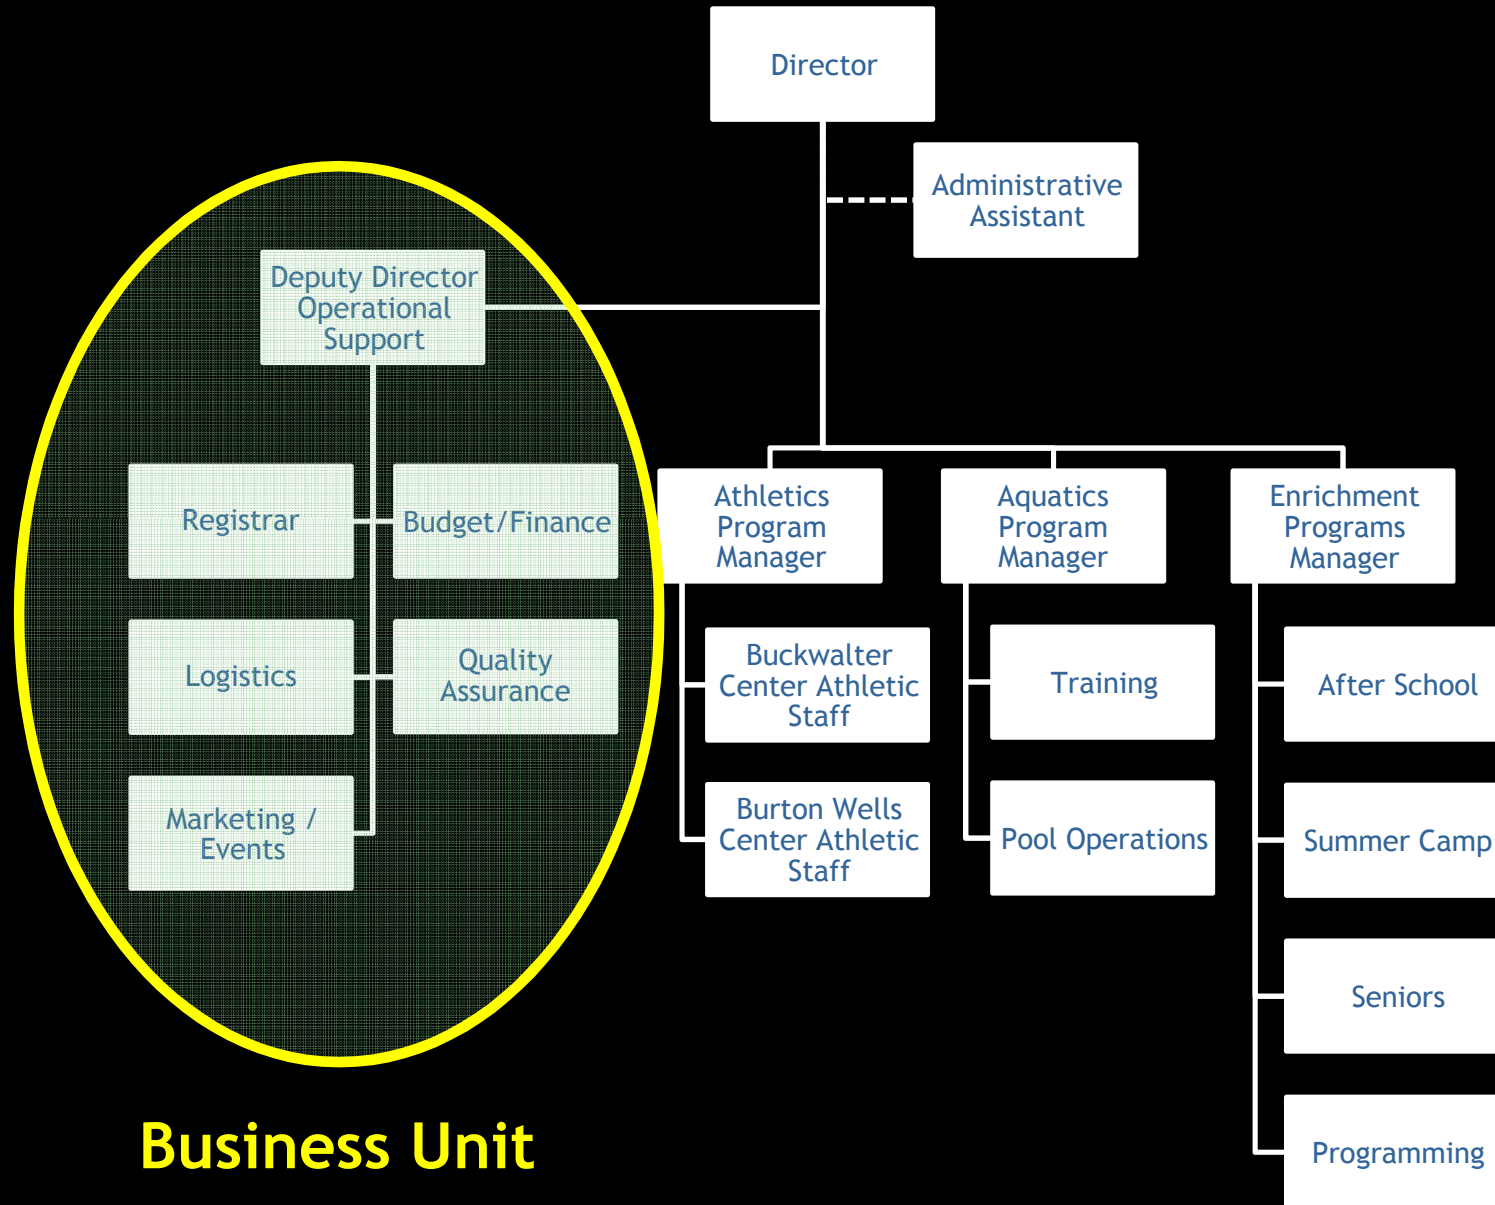 Director
Administrative
Assistant
Deputy Director
Operational
Support
Registrar
Budget/Finance
Logistics
Quality
Assurance
Marketing /
Events
Athletics
Program
Manager
Buckwalter
Center Athletic
Staff
Burton Wells
Center Athletic
Staff
Aquatics
Program
Manager
Training
Pool Operations
Enrichment
Programs
Manager
After School
Summer Camp
Seniors
Programming
Business Unit